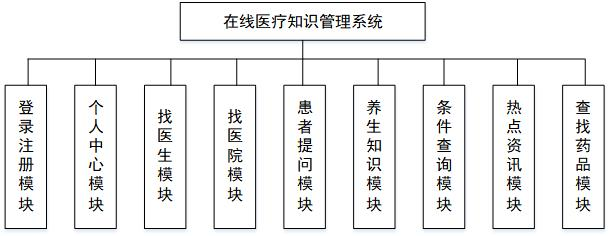 在线医疗知识管理系统
登录注册模块
个人中心模块
找医生模块
找医院模块
患者提问模块
养生知识模块
条件查询模块
热点资讯模块
查找药品模块